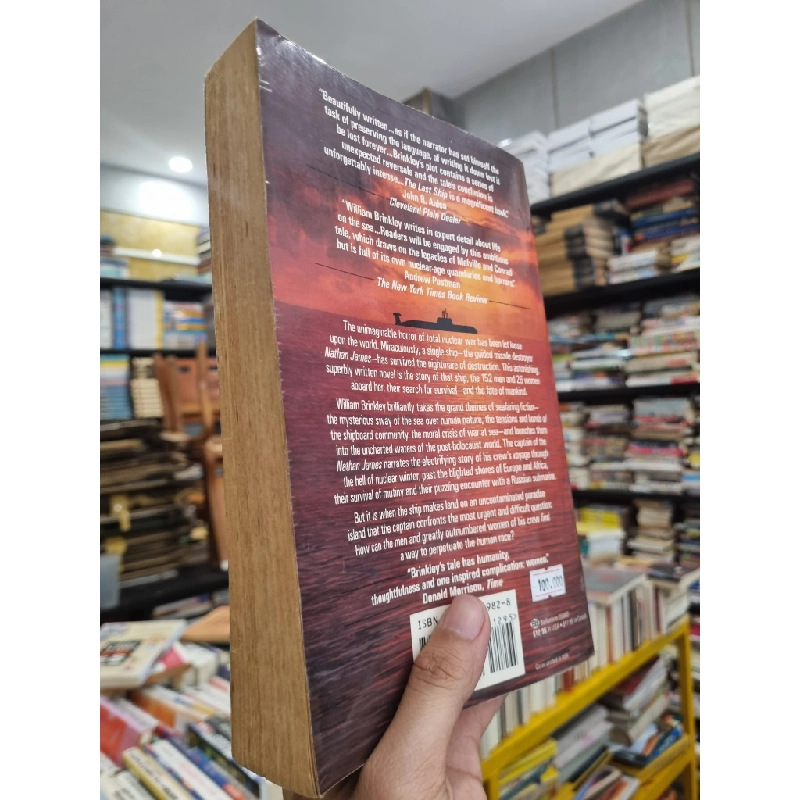 "Beautifully written...as if the narrator has set himself the
task of preserving the language, of writing it down lest it
be lost forever...Brinkley's plot contains a series of
unexpected reversals and the tale's conclusion is
unforgettably intense...The Last Ship is a magnificent book."
John R. Alden
Cleveland Plain Dealer
"William Brinkley writes in expert detail about life
on the sea...Readers will be engaged by this ambitious
tale, which draws on the legacies of Melville and Conrad
but is full of its own nuclear-age quandaries and horrors."
Andrew Postman
The New York Times Book Review
The unimaginable horror of total nuclear war has been let loose
upon the world. Miraculously, a single ship—the guided missile destroyer
Nathan James—has survived the nightmare of destruction. This astonishing,
superbly written novel is the story of that ship, the 152 men and 26 women
aboard her, their search for survival—and the fate of mankind.
William Brinkley brilliantly takes the grand themes of seafaring fiction—
the mysterious sway of the sea over human nature, the tensions and bonds of
the shipboard community, the moral crisis of war at sea—and launches them
into the uncharted waters of the post-holocaust world. The captain of the
Nathan James narrates the electrifying story of his crew's voyage through
the hell of nuclear winter, past the blighted shores of Europe and Africa,
their survival of mutiny and their puzzling encounter with a Russian submarine.
But it is when the ship makes land on an uncontaminated paradise
island that the captain confronts the most urgent and difficult question:
How can the men and greatly outnumbered women of his crew find
a way to perpetuate the human race?
"Brinkley's tale has humanity,
thoughtfulness and one inspired complication: women."
Donald Morrison, Time
100.000
ISBN
982-8